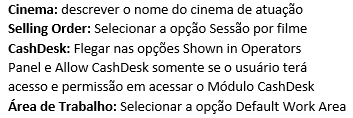 Cinema: descrever o nome do cinema de atuação
Selling Order: Selecionar a opção Sessão por filme
CashDesk: Flegar nas opções Shown in Operators
Panel e Allow CashDesk somente se o usuário terá
acesso e permissão em acessar o Módulo CashDesk
Área de Trabalho: Selecionar a opção Default Work Area